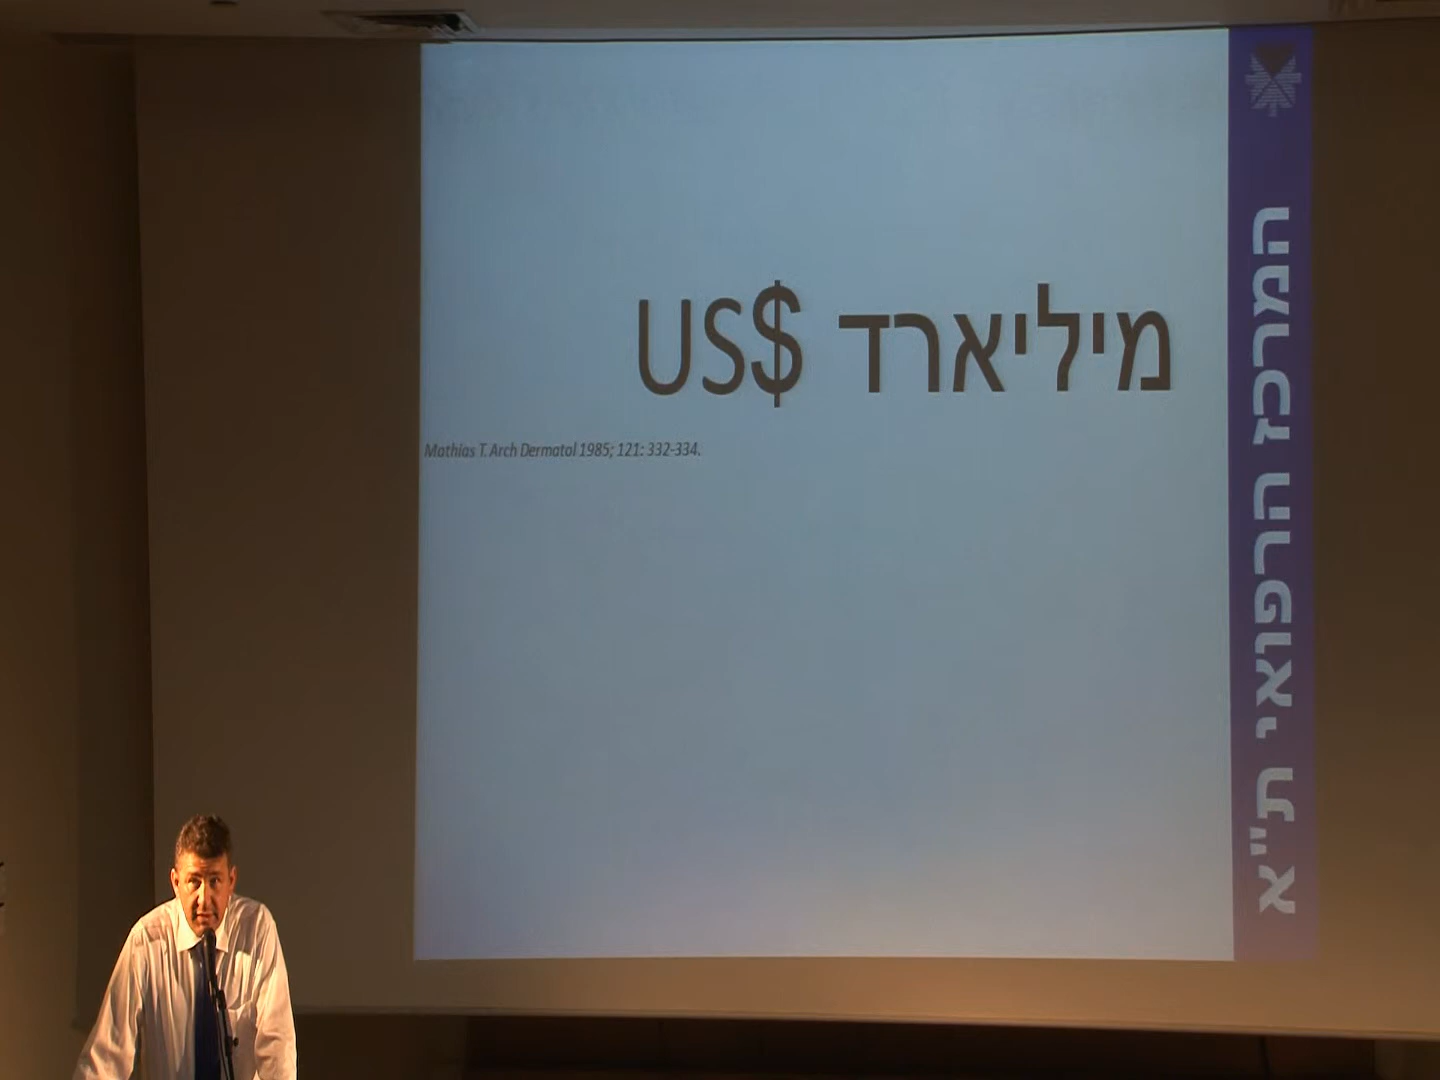 מיליארד US$
Mathias T. Arch Dermatol 1985; 121: 332-334.
המרכז הרפואי ת"א